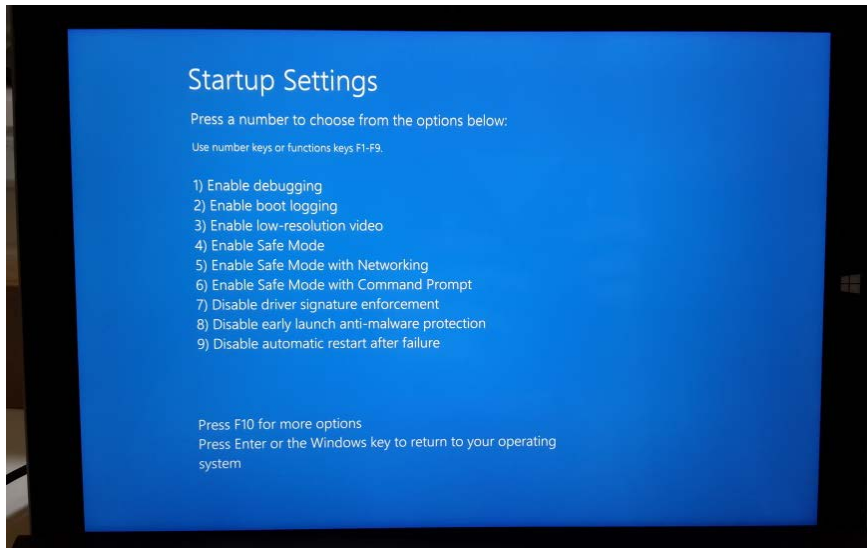 Startup Settings
Press a number to choose from the options below:
Use number keys or functions keys F1-F9.
1) Enable debugging
2) Enable boot logging
3) Enable low-resolution video
4) Enable Safe Mode
5) Enable Safe Mode with Networking
6) Enable Safe Mode with Command Prompt
7) Disable driver signature enforcement
8) Disable early launch anti-malware protection
9) Disable automatic restart after failure
Press F10 for more options
Press Enter or the Windows key to return to your operating
system